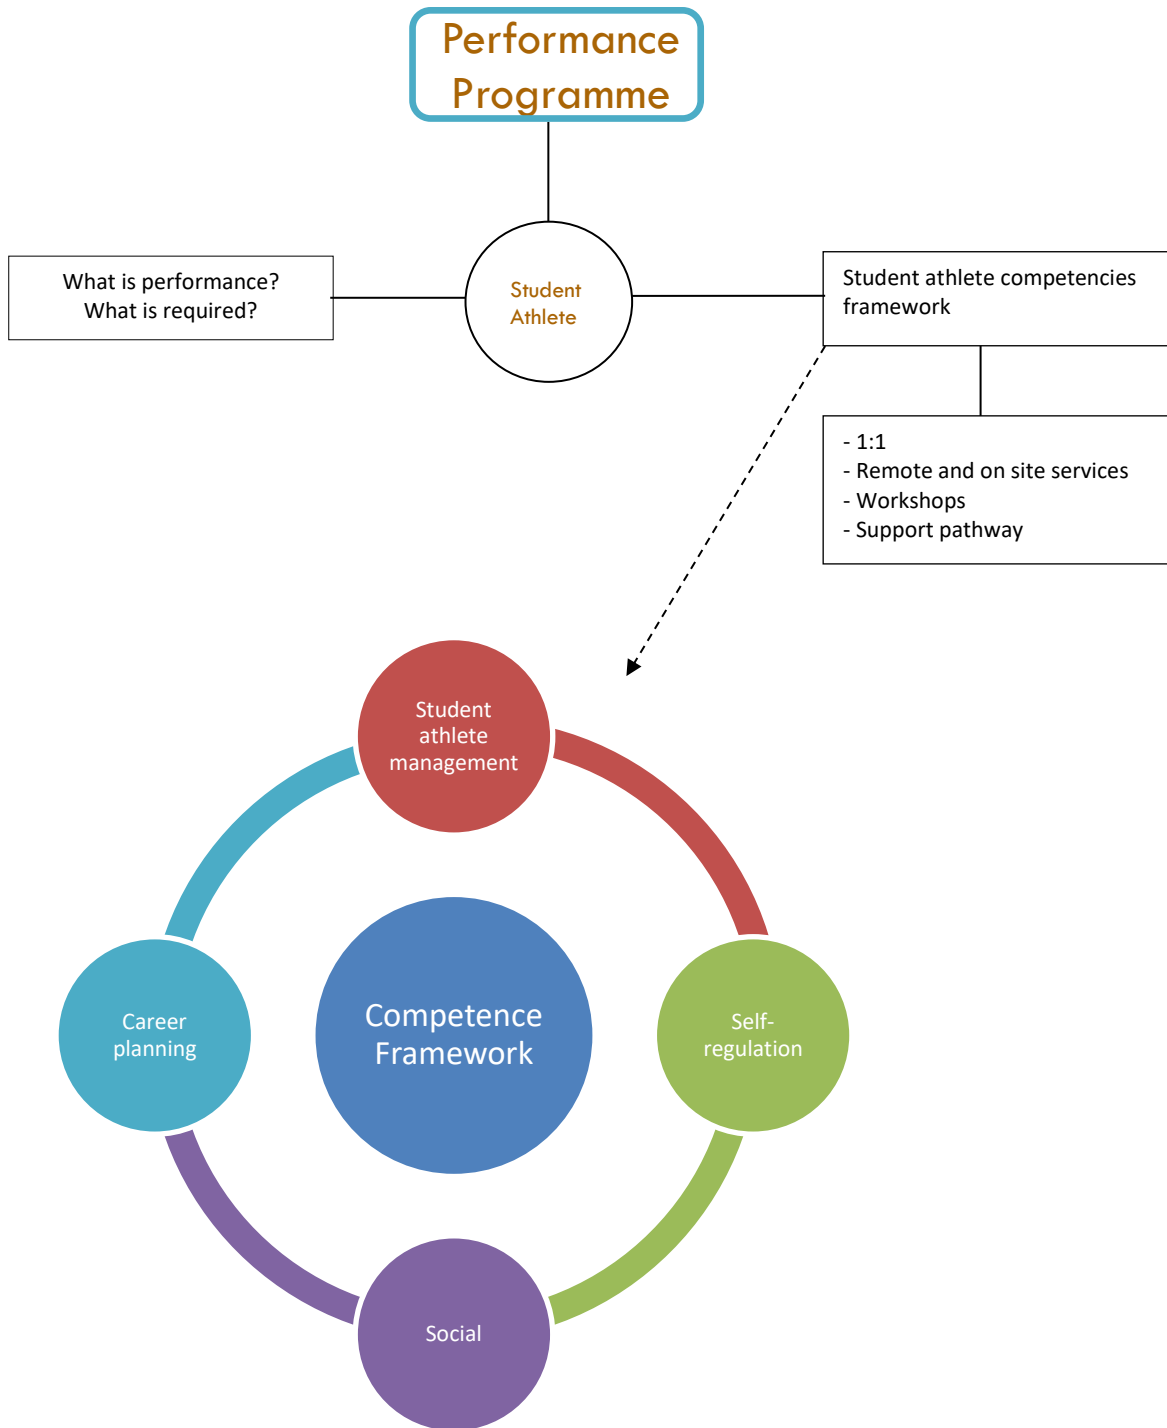 Performance
Programme
What is performance?
What is required?
Student
Athlete
Student athlete competencies
framework
- 1:1
- Remote and on site services
- Workshops
- Support pathway
Student
athlete
management
Career
planning
Competence
Framework
Self-
regulation
Social